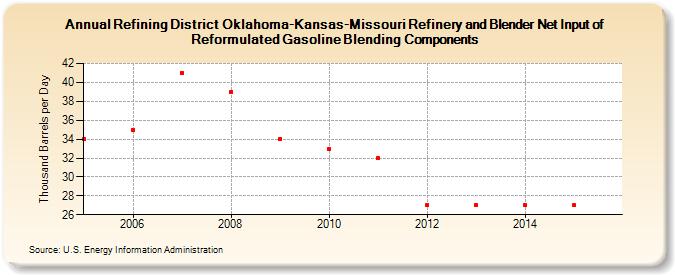 Annual Refining District Oklahoma-Kansas-Missouri Refinery and Blender Net Input of
Reformulated Gasoline Blending Components
Thousand Barrels per Day
42
40
38
36
34
32
30
28
26
2006 2008 2010 2012 2014
Source: U.S. Energy Information Administration